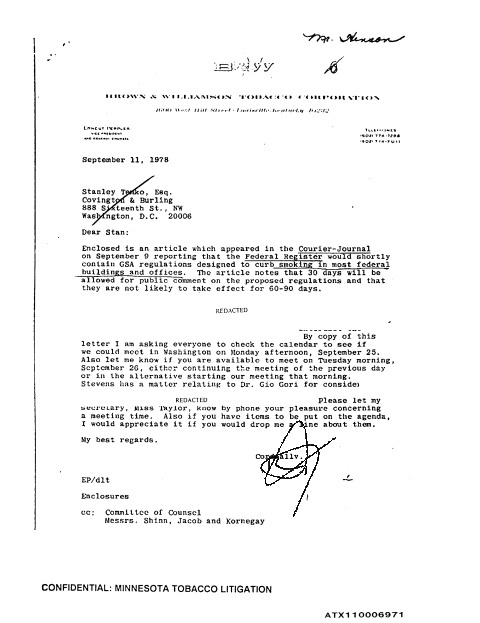 Mr. Hinson
BROWN & WILLIAMSON TOBACCO CORPORATION
1600 West Hill Street · Louisville, Kentucky 40232
ERNEST PEPPLES
VICE PRESIDENT
AND GENERAL COUNSEL
TELEPHONES
September 11, 1978
Stanley Temko, Esq.
Covington & Burling
888 Sixteenth St., NW
Washington, D.C. 20006
Dear Stan:
Enclosed is an article which appeared in the Courier-Journal
on September 9 reporting that the Federal Register would shortly
contain GSA regulations designed to curb smoking in most federal
buildings and offices. The article notes that 30 days will be
allowed for public comment on the proposed regulations and that
they are not likely to take effect for 60-90 days.
REDACTED
By copy of this
letter I am asking everyone to check the calendar to see if
we could meet in Washington on Monday afternoon, September 25.
Also let me know if you are available to meet on Tuesday morning,
September 26, either continuing the meeting of the previous day
or in the alternative starting our meeting that morning.
Stevens has a matter relating to Dr. Gio Gori for consider
REDACTED Please let my
secretary, Miss Taylor, know by phone your pleasure concerning
a meeting time. Also if you have items to be put on the agenda,
I would appreciate it if you would drop me a line about them.
My best regards.
Cordially,
EP/dlt
Enclosures
cc: Committee of Counsel
Messrs. Shinn, Jacob and Kornegay
CONFIDENTIAL: MINNESOTA TOBACCO LITIGATION
ATX110006971